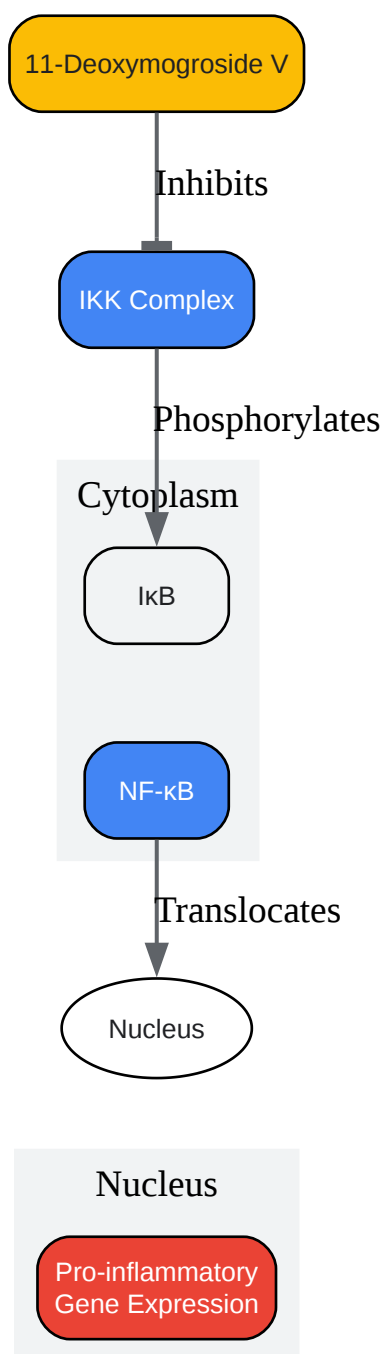 11-Deoxymogroside V
Inhibits
IKK Complex
Phosphorylates
Cytoplasm
IκB
NF-κB
Translocates
Nucleus
Nucleus
Pro-inflammatory
Gene Expression